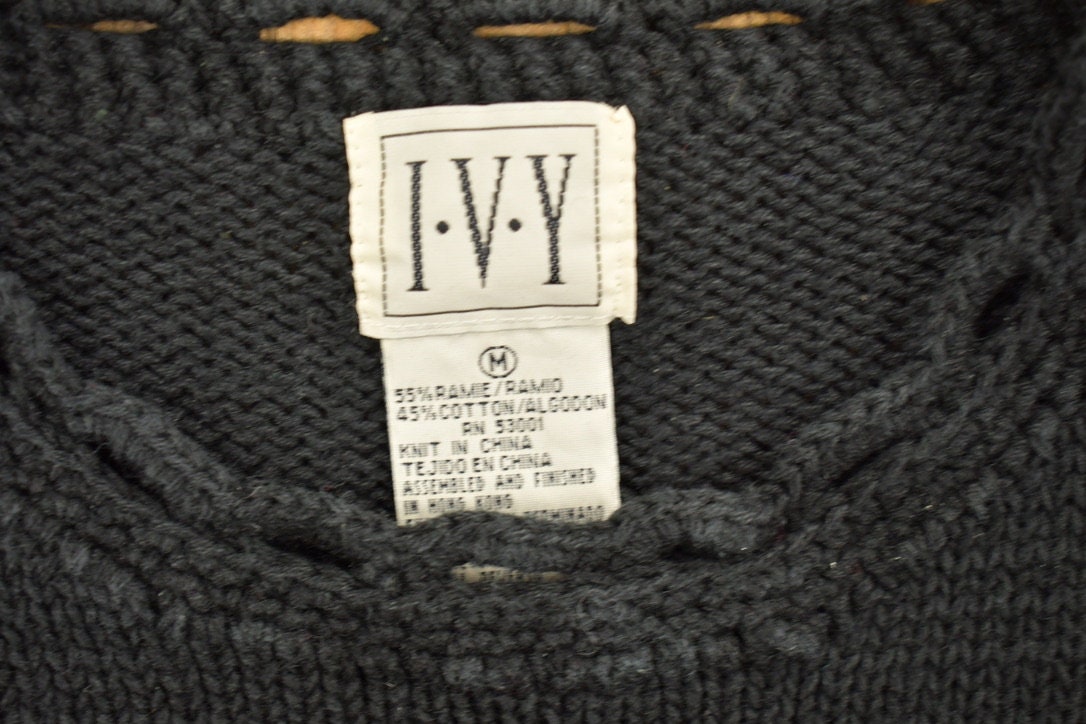 I·V·Y
M
55% RAMIE/RAMIO
45% COTTON/ALGODON
RN 53001
KNIT IN CHINA
TEJIDO EN CHINA
ASSEMBLED AND FINISHED
IN HONG KONG